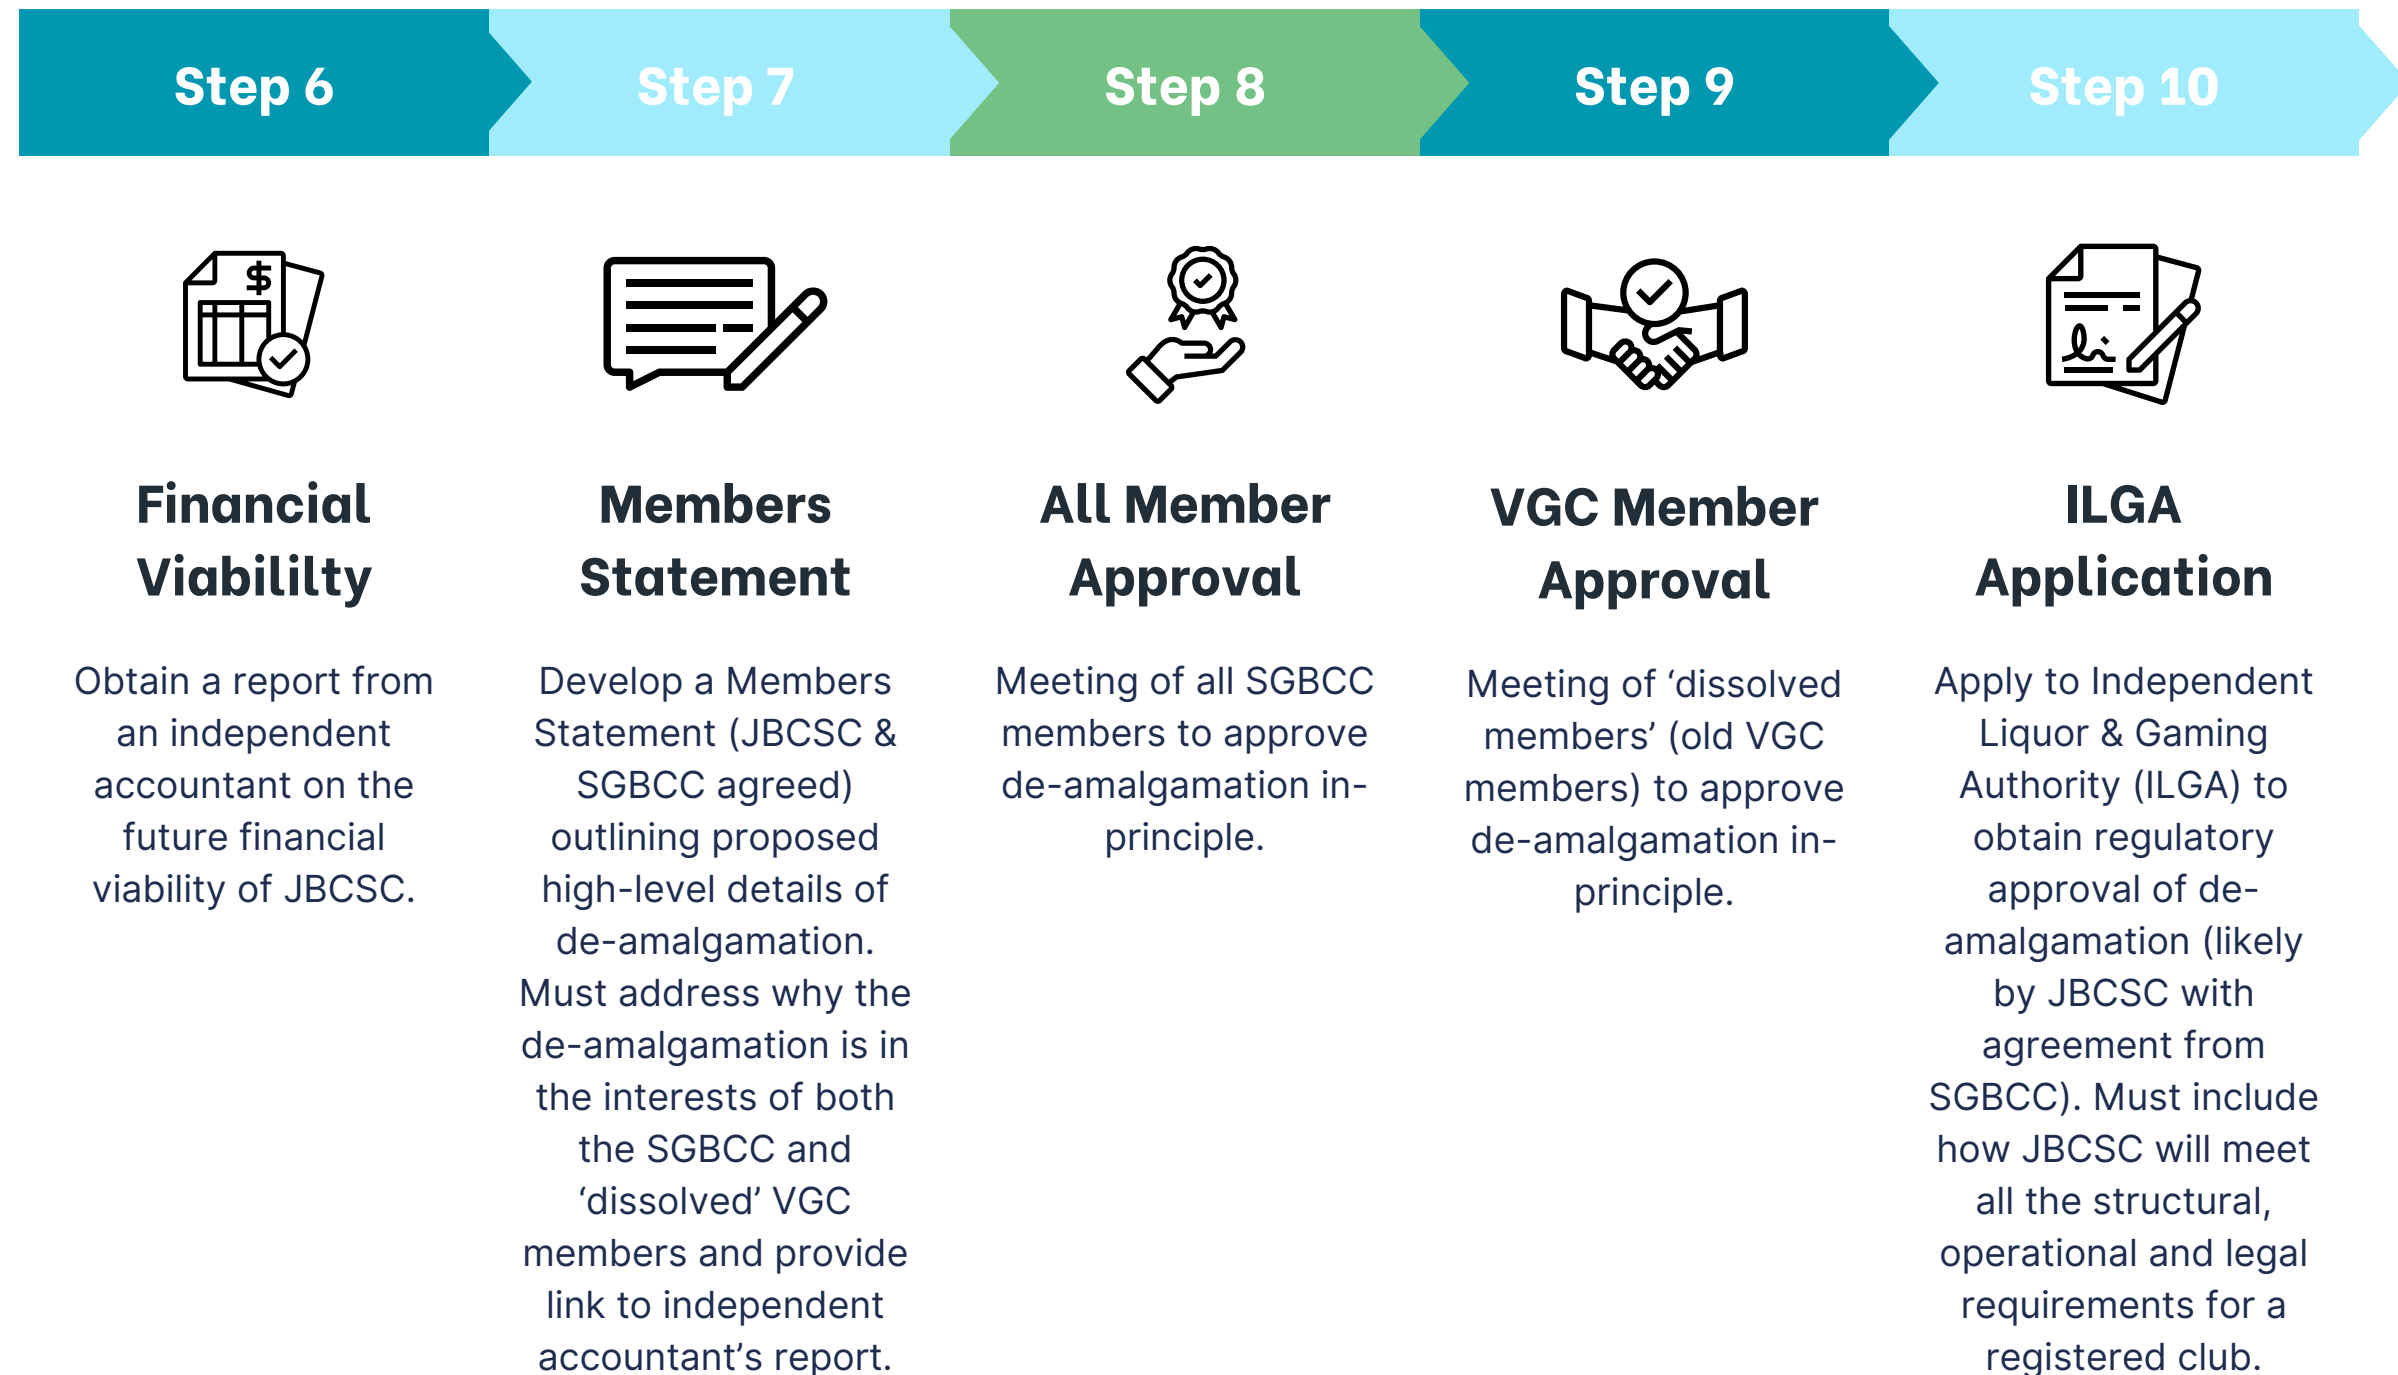 Step 6
Step 7
Step 8
Step 9
Step 10
$
Financial
Viabililty
Obtain a report from
an independent
accountant on the
future financial
viability of JBCSC.
Members
Statement
Develop a Members
Statement (JBCSC &
SGBCC agreed)
outlining proposed
high-level details of
de-amalgamation.
Must address why the
de-amalgamation is in
the interests of both
the SGBCC and
‘dissolved’ VGC
members and provide
link to independent
accountant’s report.
All Member
Approval
Meeting of all SGBCC
members to approve
de-amalgamation in-
principle.
VGC Member
Approval
Meeting of ‘dissolved
members’ (old VGC
members) to approve
de-amalgamation in-
principle.
ILGA
Application
Apply to Independent
Liquor & Gaming
Authority (ILGA) to
obtain regulatory
approval of de-
amalgamation (likely
by JBCSC with
agreement from
SGBCC). Must include
how JBCSC will meet
all the structural,
operational and legal
requirements for a
registered club.